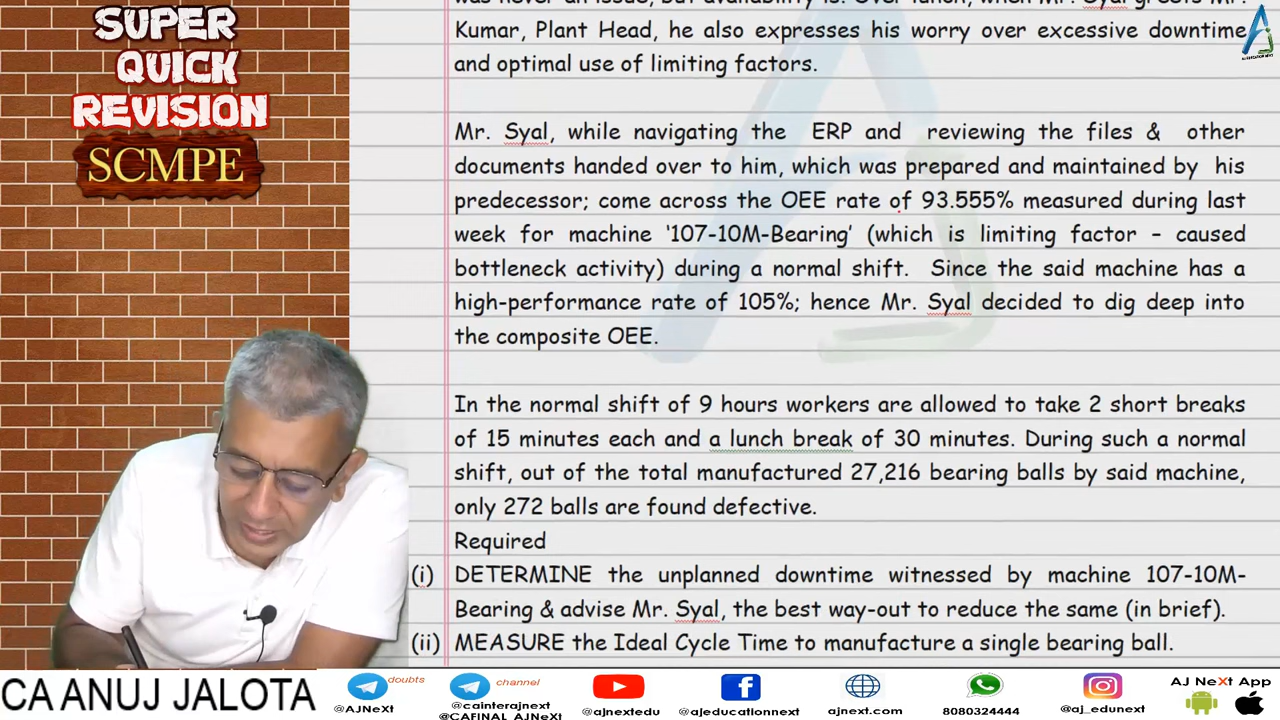 SUPER
QUICK
REVISION
SCMPE
Kumar, Plant Head, he also expresses his worry over excessive downtime
and optimal use of limiting factors.
Mr. Syal, while navigating the ERP and reviewing the files & other
documents handed over to him, which was prepared and maintained by his
predecessor; come across the OEE rate of 93.555% measured during last
week for machine ‘107-10M-Bearing’ (which is limiting factor – caused
bottleneck activity) during a normal shift. Since the said machine has a
high-performance rate of 105%; hence Mr. Syal decided to dig deep into
the composite OEE.
In the normal shift of 9 hours workers are allowed to take 2 short breaks
of 15 minutes each and a lunch break of 30 minutes. During such a normal
shift, out of the total manufactured 27,216 bearing balls by said machine,
only 272 balls are found defective.
Required
(i) DETERMINE the unplanned downtime witnessed by machine 107-10M-
Bearing & advise Mr. Syal, the best way-out to reduce the same (in brief).
(ii) MEASURE the Ideal Cycle Time to manufacture a single bearing ball.
CA ANUJ JALOTA
doubts
@AJNeXt
channel
@cainterajnext
@CAFINAL_AJNeXt
@ajnextedu
@ajeducationnext
ajnext.com
8080324444
@aj_edunext
AJ NeXt App